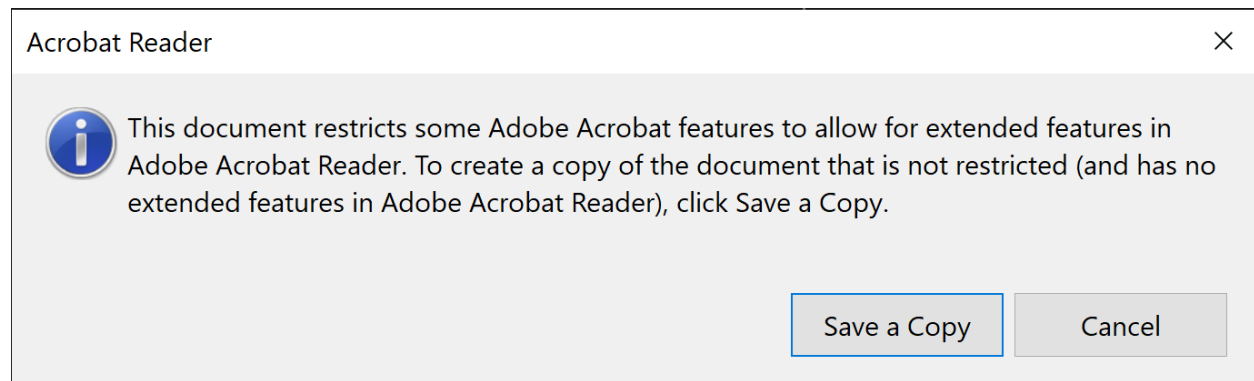 Acrobat Reader
This document restricts some Adobe Acrobat features to allow for extended features in
Adobe Acrobat Reader. To create a copy of the document that is not restricted (and has no
extended features in Adobe Acrobat Reader), click Save a Copy.
Save a Copy Cancel